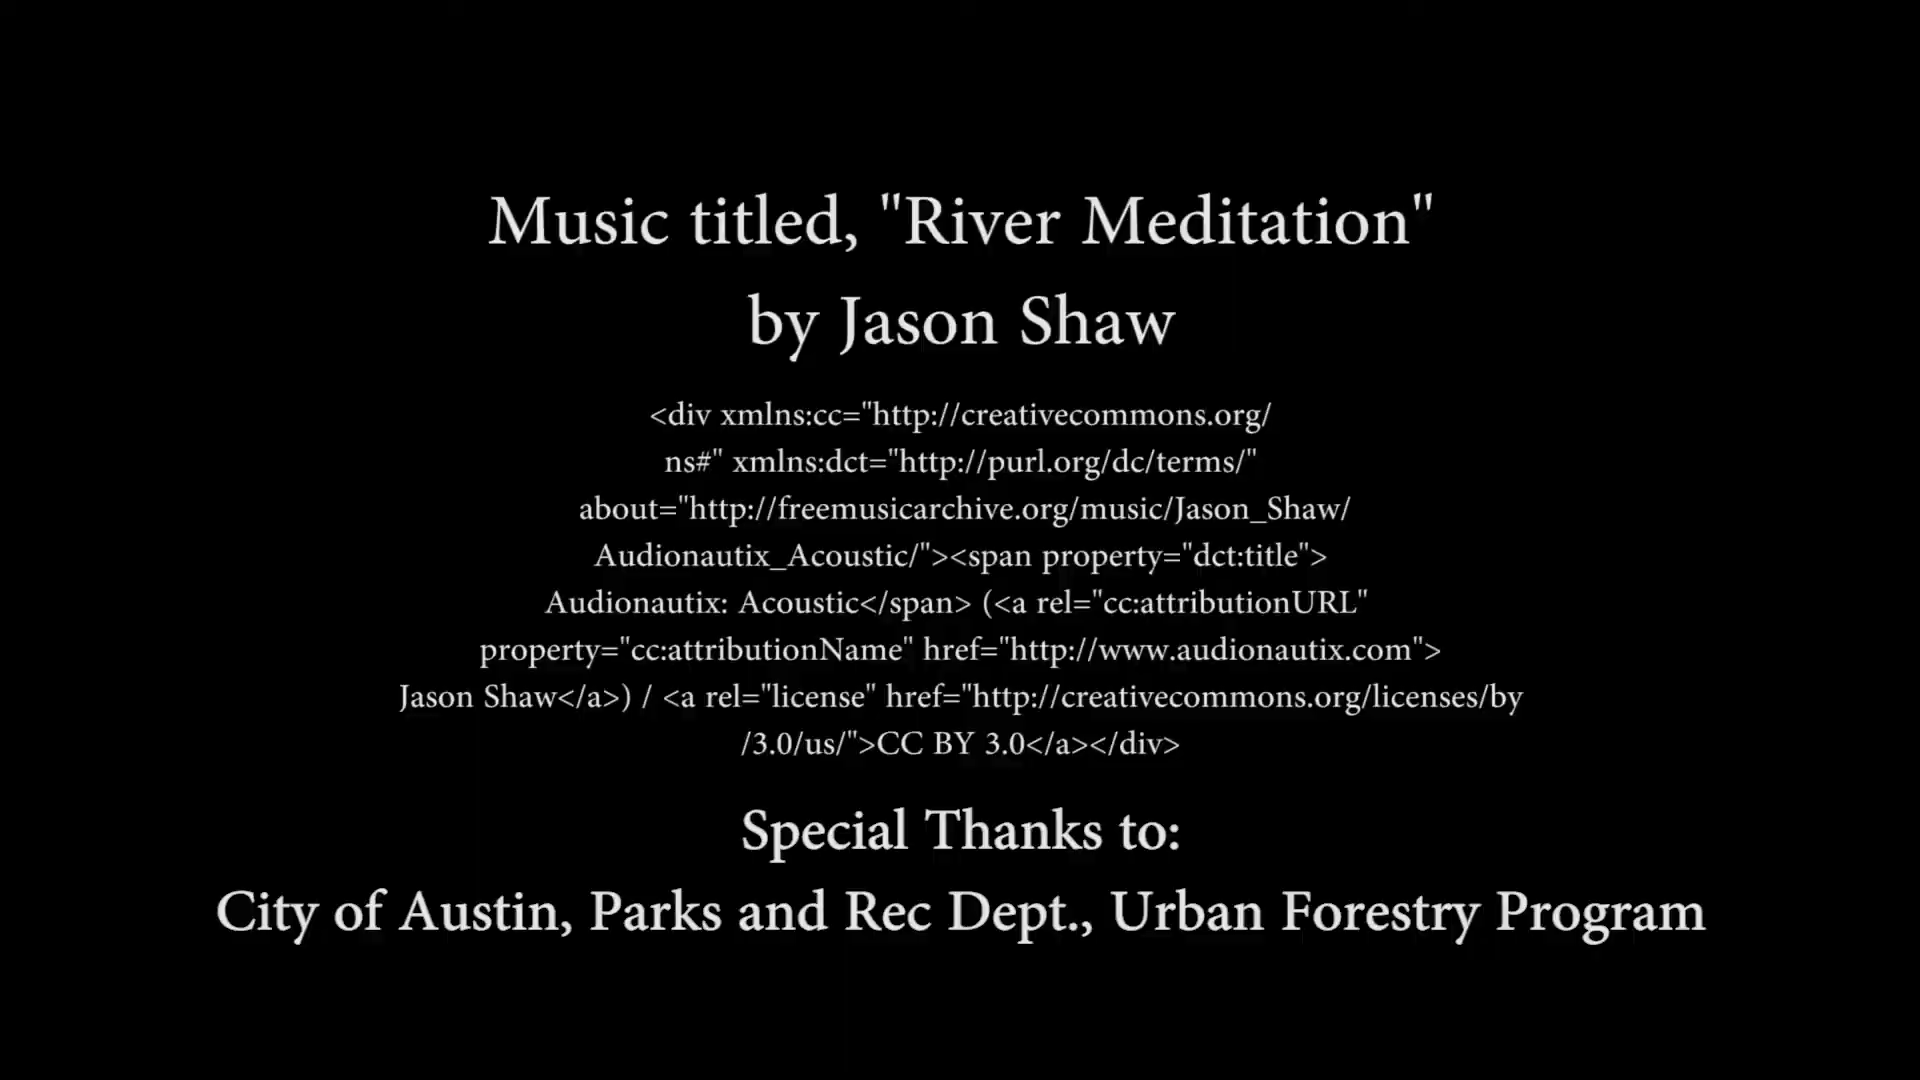 Music titled, "River Meditation"
by Jason Shaw
<div xmlns:cc="http://creativecommons.org/
ns#" xmlns:dct="http://purl.org/dc/terms/"
about="http://freemusicarchive.org/music/Jason_Shaw/
Audionautix_Acoustic/"><span property="dct:title">
Audionautix: Acoustic</span> (<a rel="cc:attributionURL"
property="cc:attributionName" href="http://www.audionautix.com">
Jason Shaw</a>) / <a rel="license" href="http://creativecommons.org/licenses/by
/3.0/us/">CC BY 3.0</a></div>
Special Thanks to:
City of Austin, Parks and Rec Dept., Urban Forestry Program